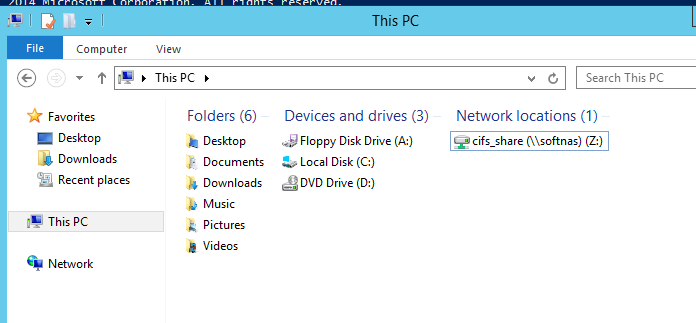 2014 Microsoft Corporation. All rights reserved.
This PC
File
Computer
View
This PC
Search This PC
Favorites
Desktop
Downloads
Recent places
This PC
Network
Folders (6)
Desktop
Documents
Downloads
Music
Pictures
Videos
Devices and drives (3)
Floppy Disk Drive (A:)
Local Disk (C:)
DVD Drive (D:)
Network locations (1)
cifs_share (\\softnas) (Z:)